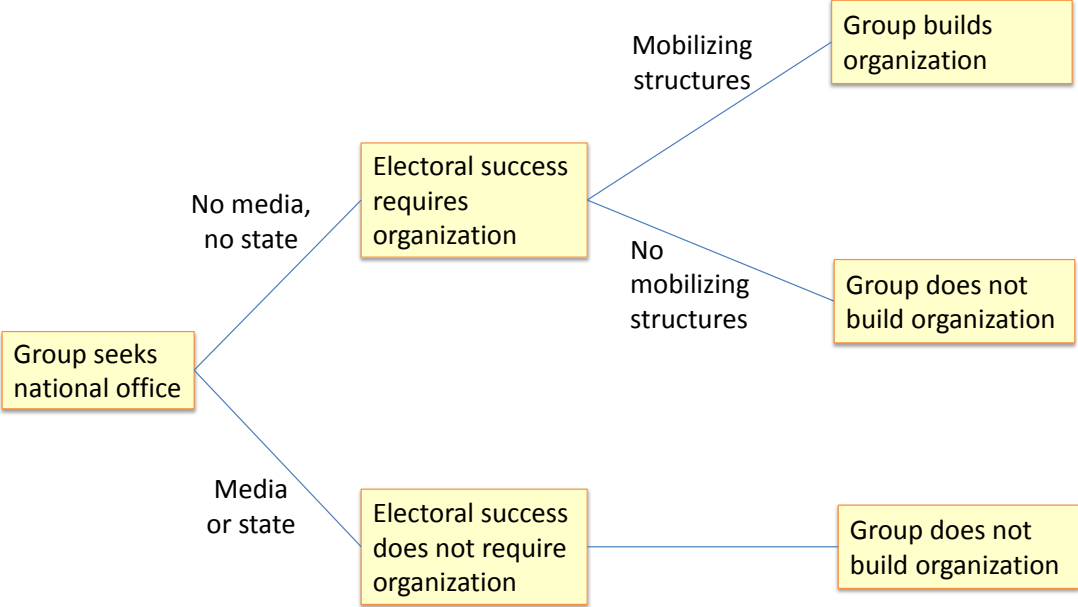 Group seeks
national office
No media,
no state
Media
or state
Electoral success
requires
organization
Electoral success
does not require
organization
Mobilizing
structures
No
mobilizing
structures
Group builds
organization
Group does not
build organization
Group does not
build organization